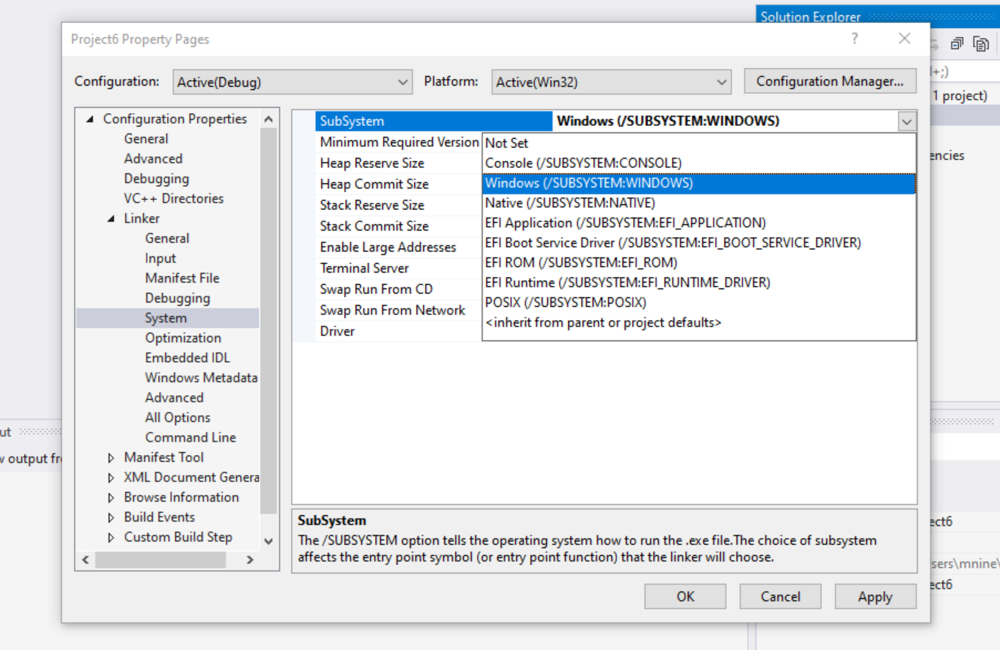 Solution Explorer
Project6 Property Pages
?
Configuration:
Active(Debug)
Platform:
Active(Win32)
Configuration Manager...
+;)
1 project)
Configuration Properties
General
Advanced
Debugging
VC++ Directories
Linker
General
Input
Manifest File
Debugging
System
Optimization
Embedded IDL
Windows Metadata
Advanced
All Options
Command Line
Manifest Tool
XML Document Genera
Browse Information
Build Events
Custom Build Step
SubSystem
Windows (/SUBSYSTEM:WINDOWS)
Minimum Required Version
Heap Reserve Size
Heap Commit Size
Stack Reserve Size
Stack Commit Size
Enable Large Addresses
Terminal Server
Swap Run From CD
Swap Run From Network
Driver
Not Set
Console (/SUBSYSTEM:CONSOLE)
Windows (/SUBSYSTEM:WINDOWS)
Native (/SUBSYSTEM:NATIVE)
EFI Application (/SUBSYSTEM:EFI_APPLICATION)
EFI Boot Service Driver (/SUBSYSTEM:EFI_BOOT_SERVICE_DRIVER)
EFI ROM (/SUBSYSTEM:EFI_ROM)
EFI Runtime (/SUBSYSTEM:EFI_RUNTIME_DRIVER)
POSIX (/SUBSYSTEM:POSIX)
<inherit from parent or project defaults>
encies
ut
w output fr
SubSystem
The /SUBSYSTEM option tells the operating system how to run the .exe file.The choice of subsystem
affects the entry point symbol (or entry point function) that the linker will choose.
ect6
sers\mnine\
ect6
OK
Cancel
Apply